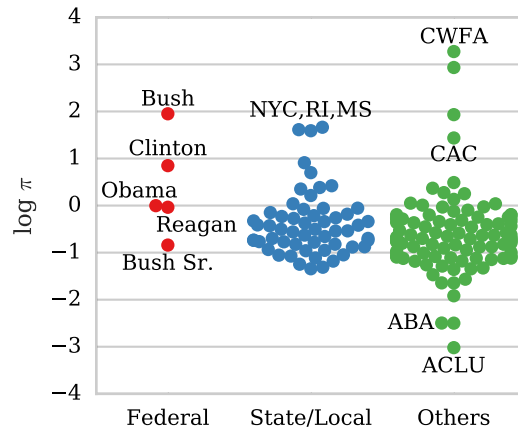 4
3
2
1
0
−1
−2
−3
−4
log π
Bush
Clinton
Obama
Reagan
Bush Sr.
NYC,RI,MS
CWFA
CAC
ABA
ACLU
Federal
State/Local
Others